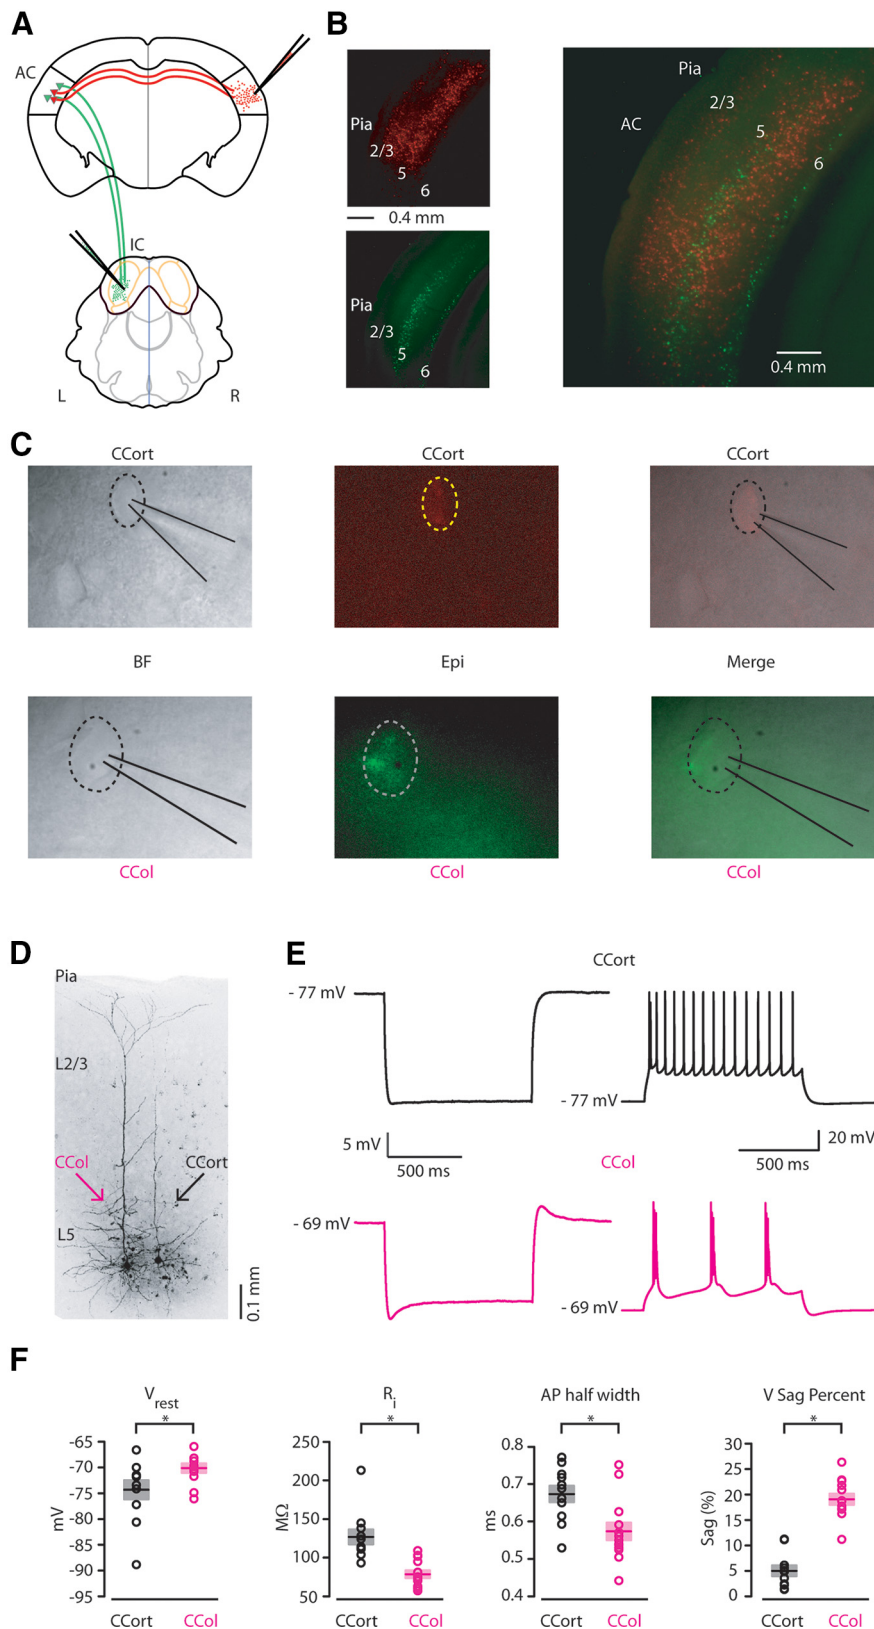 A
AC
IC
L
R
B
Pia
2/3
5
6
0.4 mm
Pia
2/3
5
6
Pia
2/3
AC
5
6
0.4 mm
C
CCort
CCort
CCort
BF
Epi
Merge
CCol
CCol
CCol
D
Pia
L2/3
CCol
CCort
L5
0.1 mm
E
CCort
- 77 mV
- 77 mV
5 mV
500 ms
20 mV
500 ms
CCol
- 69 mV
- 69 mV
F
Vrest
*
-65
-70
-75
-80
-85
-90
-95
mV
CCort
CCol
Ri
*
250
200
150
100
50
MΩ
CCort
CCol
AP half width
*
0.8
0.7
0.6
0.5
0.4
ms
CCort
CCol
V Sag Percent
*
30
25
20
15
10
5
0
Sag (%)
CCort
CCol